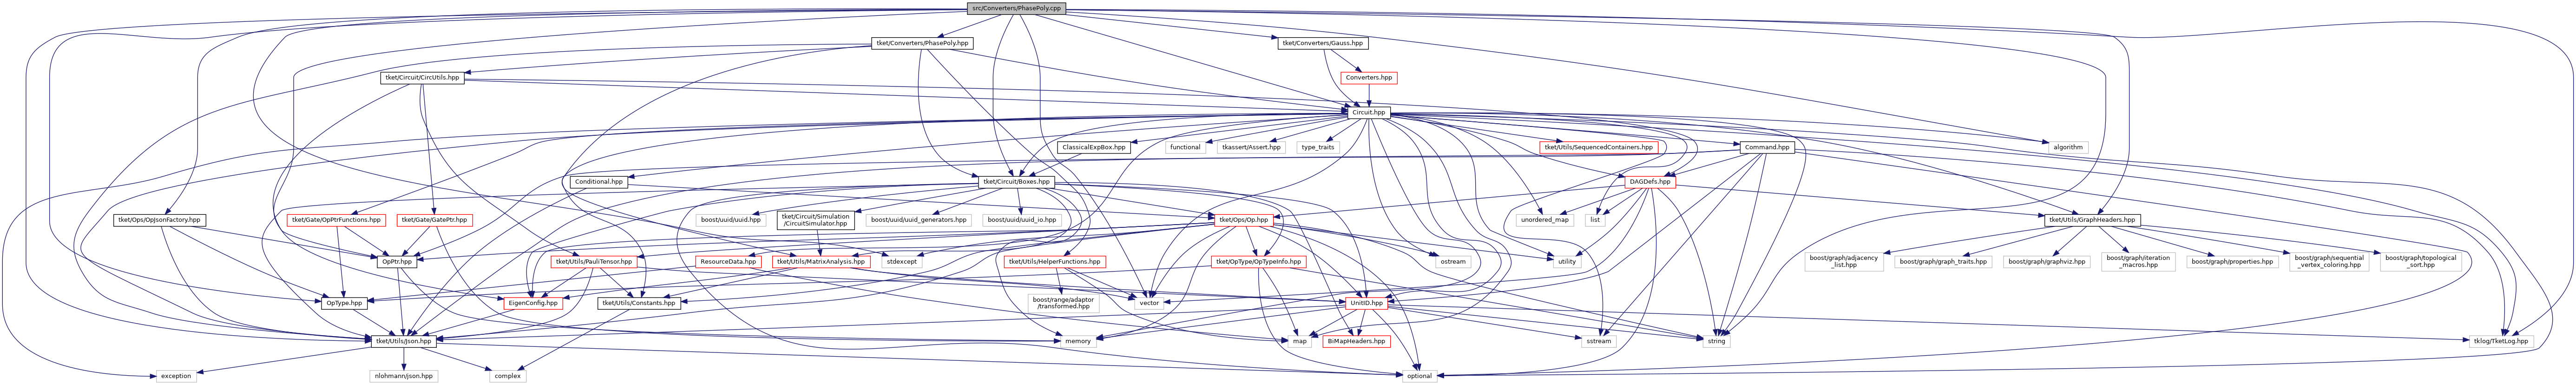 src/Converters/PhasePoly.cpp
tket/Converters/PhasePoly.hpp
tket/Converters/Gauss.hpp
tket/Circuit/CircUtils.hpp
Converters.hpp
Circuit.hpp
ClassicalExpBox.hpp
functional
tkassert/Assert.hpp
type_traits
tket/Utils/SequencedContainers.hpp
Command.hpp
algorithm
Conditional.hpp
tket/Circuit/Boxes.hpp
DAGDefs.hpp
tket/Ops/OpJsonFactory.hpp
tket/Gate/OpPtrFunctions.hpp
tket/Gate/GatePtr.hpp
boost/uuid/uuid.hpp
tket/Circuit/Simulation
/CircuitSimulator.hpp
boost/uuid/uuid_generators.hpp
boost/uuid/uuid_io.hpp
tket/Ops/Op.hpp
unordered_map
list
tket/Utils/GraphHeaders.hpp
OpPtr.hpp
tket/Utils/PauliTensor.hpp
ResourceData.hpp
tket/Utils/MatrixAnalysis.hpp
stdexcept
tket/Utils/HelperFunctions.hpp
tket/OpType/OpTypeInfo.hpp
ostream
utility
boost/graph/adjacency
_list.hpp
boost/graph/graph_traits.hpp
boost/graph/graphviz.hpp
boost/graph/iteration
_macros.hpp
boost/graph/properties.hpp
boost/graph/sequential
_vertex_coloring.hpp
boost/graph/topological
_sort.hpp
OpType.hpp
EigenConfig.hpp
tket/Utils/Constants.hpp
boost/range/adaptor
/transformed.hpp
vector
UnitID.hpp
tket/Utils/Json.hpp
memory
map
BiMapHeaders.hpp
sstream
string
tklog/TketLog.hpp
exception
nlohmann/json.hpp
complex
optional